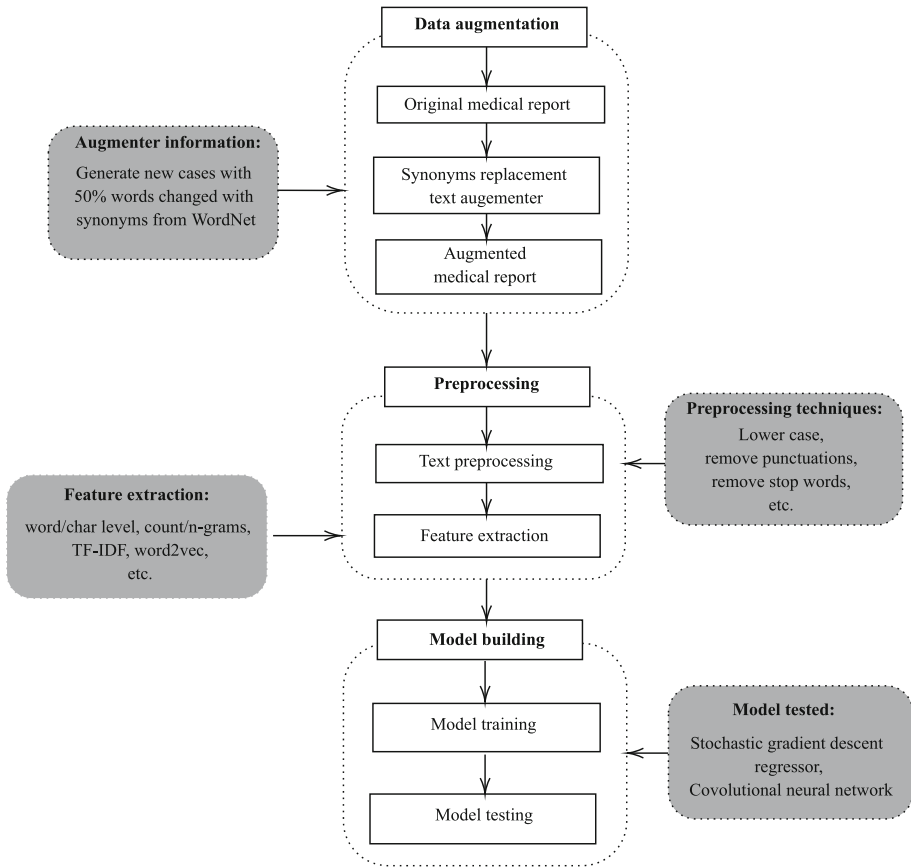 Data augmentation
Original medical report
Augmenter information:
Generate new cases with
50% words changed with
synonyms from WordNet
Synonyms replacement
text augementer
Augmented
medical report
Preprocessing
Preprocessing techniques:
Lower case,
remove punctuations,
remove stop words,
etc.
Text preprocessing
Feature extraction:
word/char level, count/n-grams,
TF-IDF, word2vec,
etc.
Feature extraction
Model building
Model training
Model tested:
Stochastic gradient descent
regressor,
Covolutional neural network
Model testing